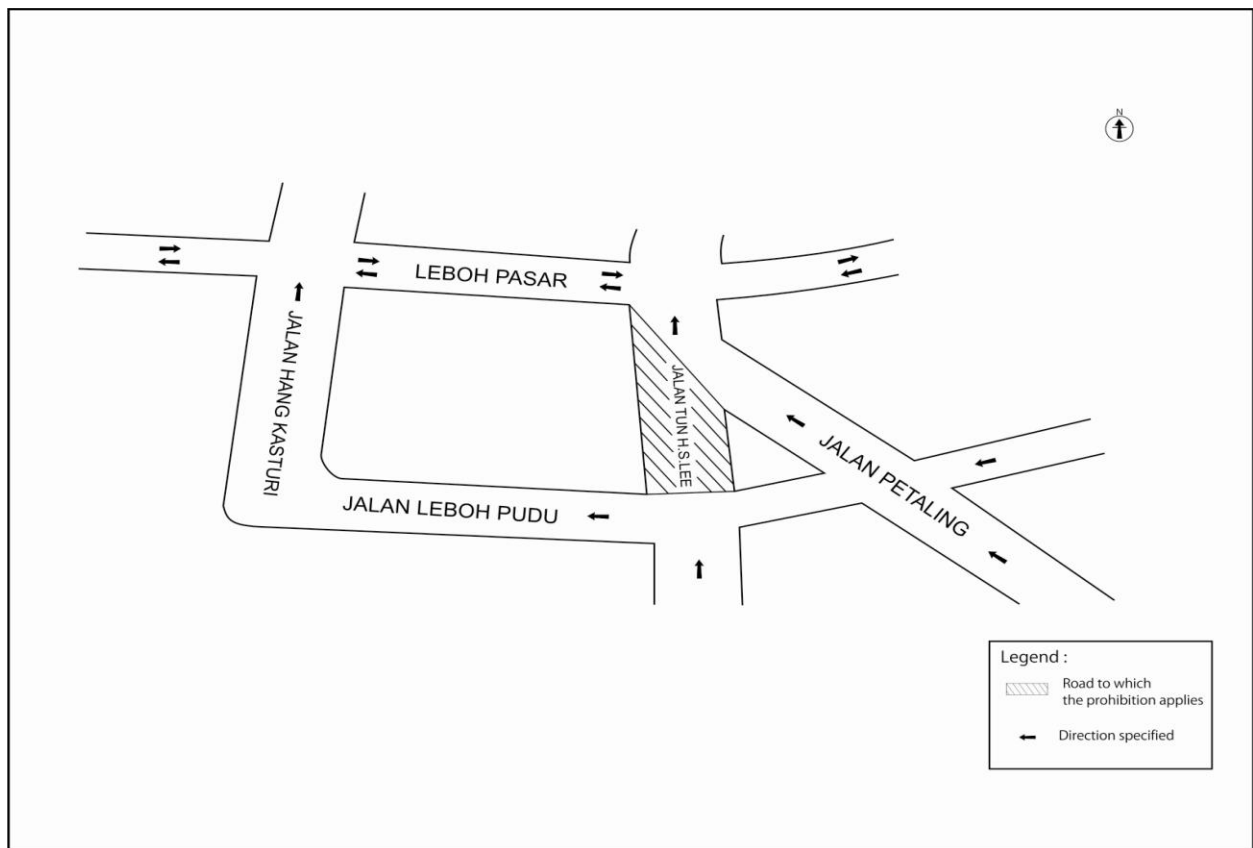 N
LEBOH PASAR
JALAN HANG KASTURI
JALAN TUN H.S.LEE
JALAN PETALING
JALAN LEBOH PUDU
Legend :
Road to which
the prohibition applies
Direction specified